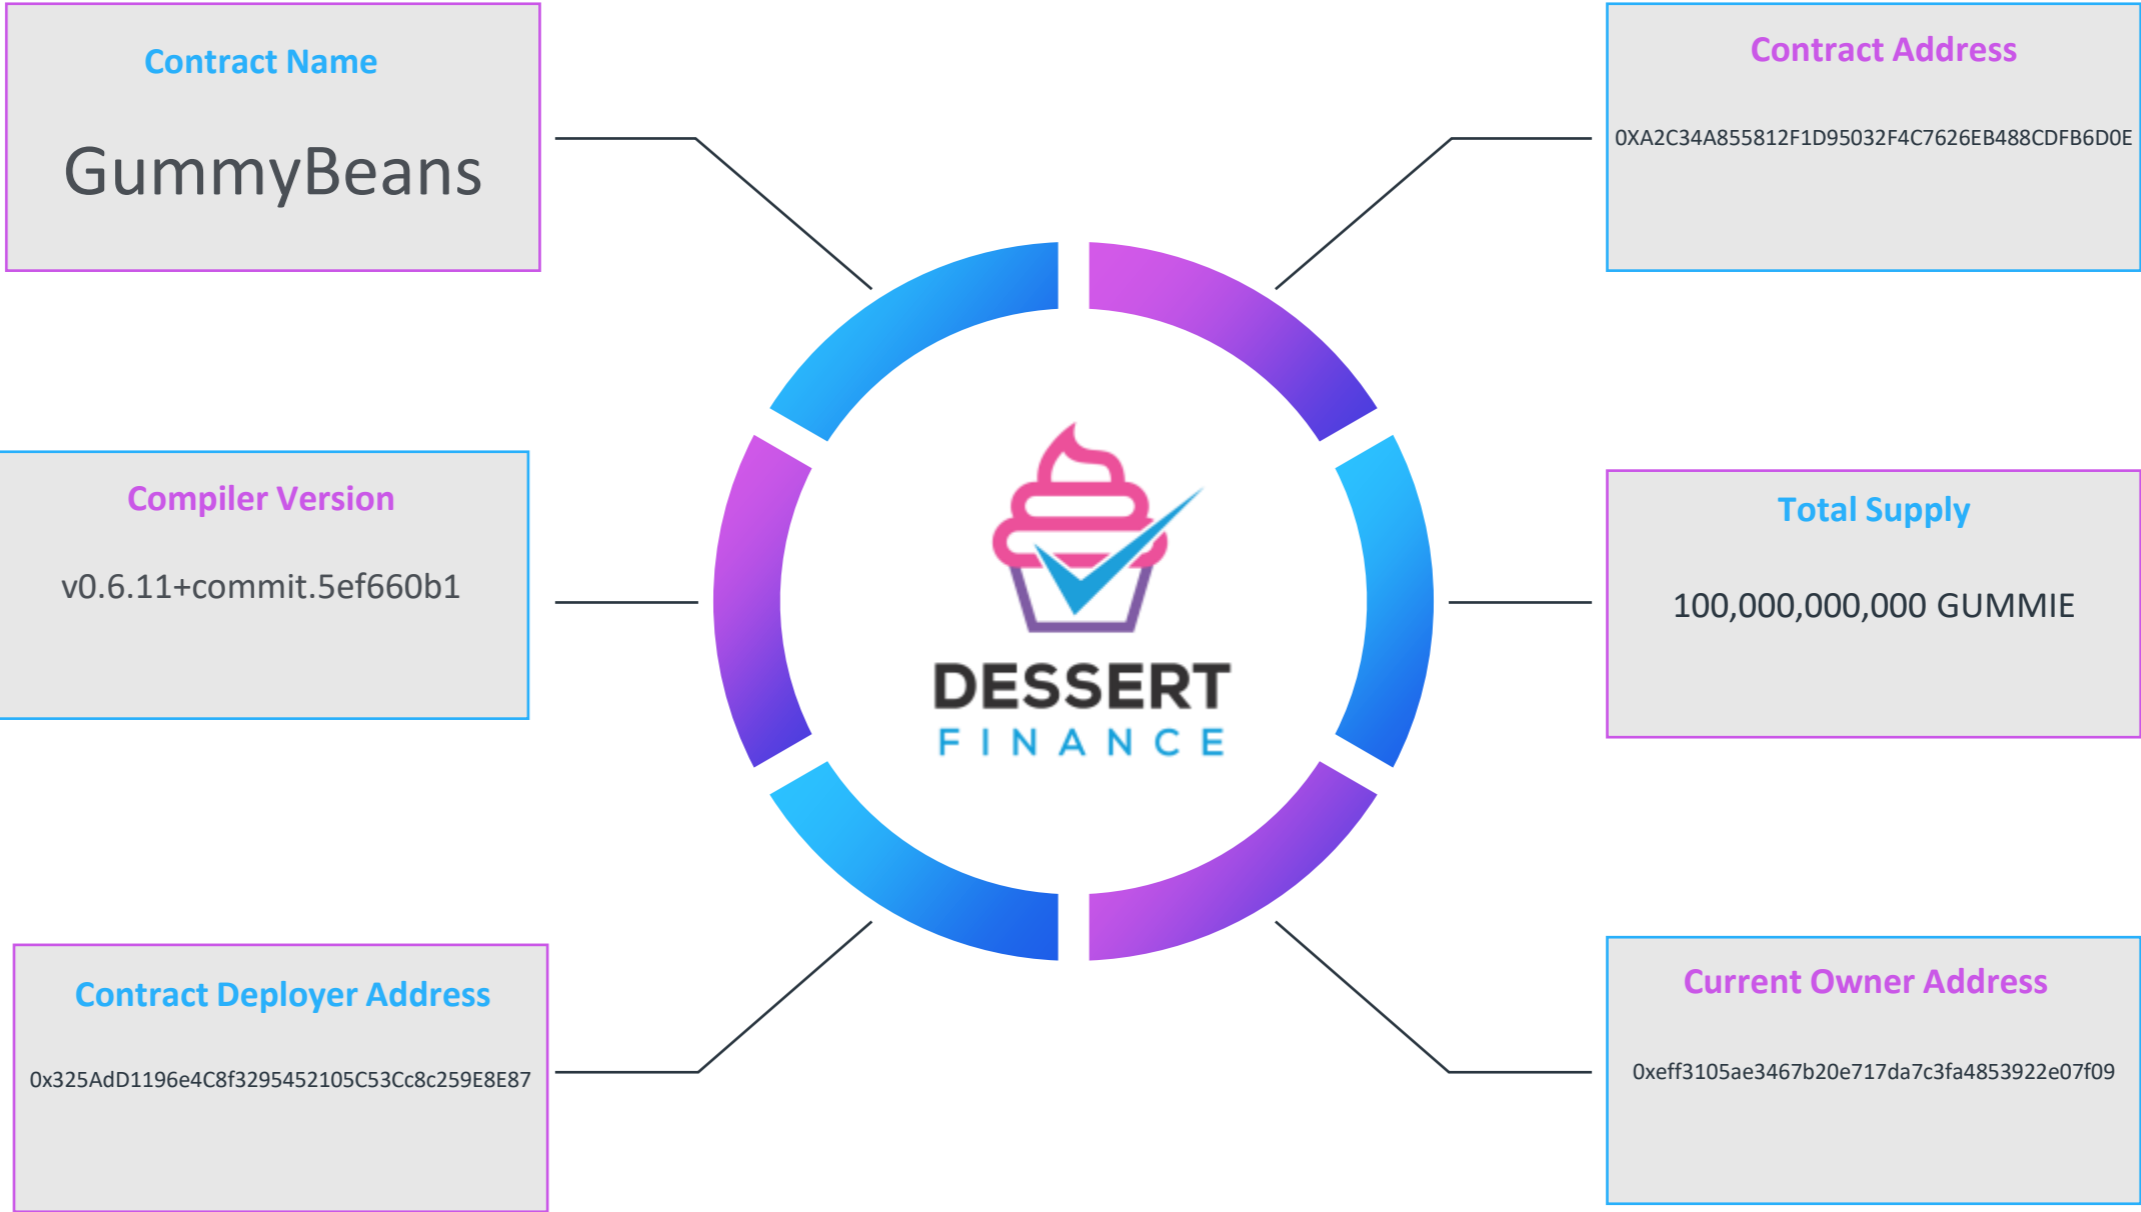 Contract Name
GummyBeans
Contract Address
0XA2C34A855812F1D95032F4C7626EB488CDFB6D0E
Compiler Version
v0.6.11+commit.5ef660b1
DESSERT
FINANCE
Total Supply
100,000,000,000 GUMMIE
Contract Deployer Address
0x325AdD1196e4C8f3295452105C53Cc8c259E8E87
Current Owner Address
0xeff3105ae3467b20e717da7c3fa4853922e07f09